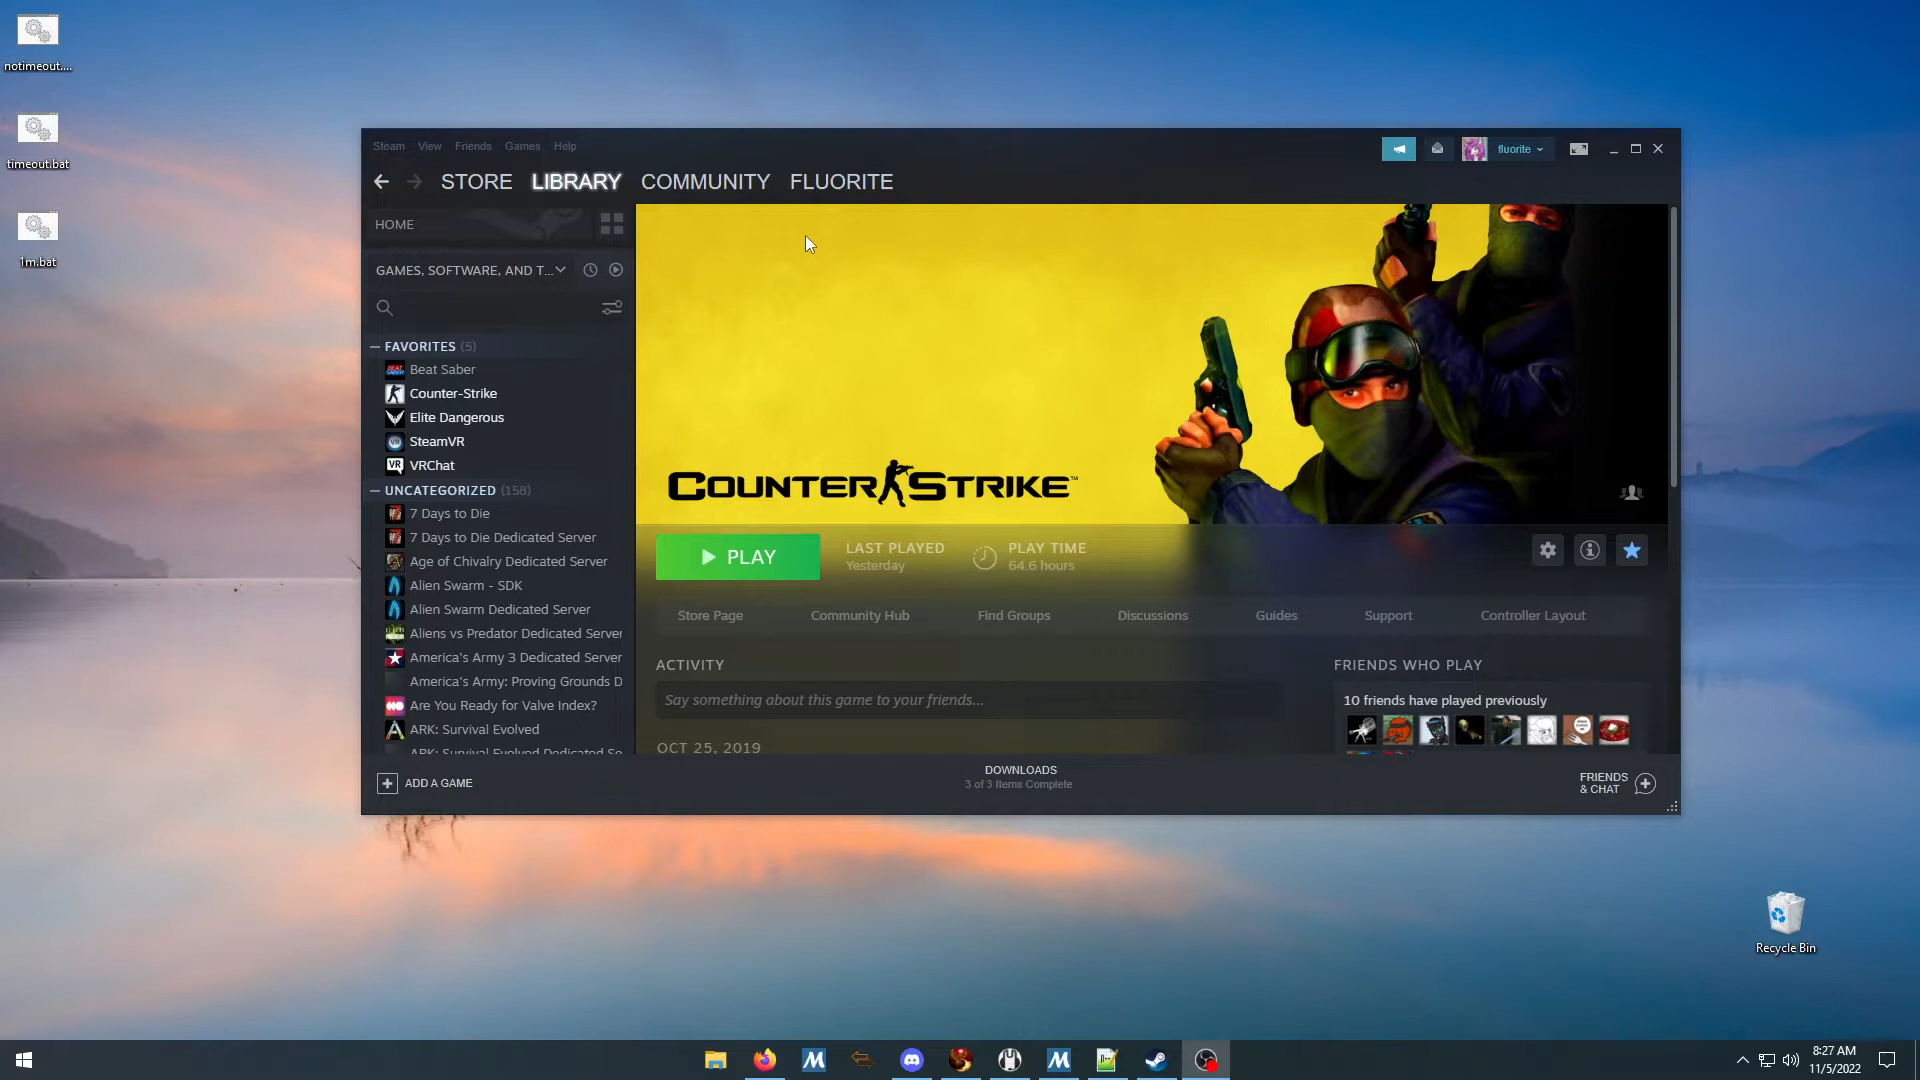 notimeout....
timeout.bat
1m.bat
Steam View Friends Games Help
fluorite
STORE LIBRARY COMMUNITY FLUORITE
HOME
GAMES, SOFTWARE, AND T...
FAVORITES (5)
Beat Saber
Counter-Strike
Elite Dangerous
SteamVR
VRChat
UNCATEGORIZED (158)
7 Days to Die
7 Days to Die Dedicated Server
Age of Chivalry Dedicated Server
Alien Swarm - SDK
Alien Swarm Dedicated Server
Aliens vs Predator Dedicated Server
America's Army 3 Dedicated Server
America's Army: Proving Grounds D
Are You Ready for Valve Index?
ARK: Survival Evolved
ARK: Survival Evolved Dedicated Se
COUNTER STRIKE™
PLAY
LAST PLAYED
Yesterday
PLAY TIME
64.6 hours
Store Page Community Hub Find Groups Discussions Guides Support Controller Layout
ACTIVITY
Say something about this game to your friends...
OCT 25, 2019
FRIENDS WHO PLAY
10 friends have played previously
ADD A GAME
DOWNLOADS
3 of 3 Items Complete
FRIENDS
& CHAT
Recycle Bin
8:27 AM
11/5/2022